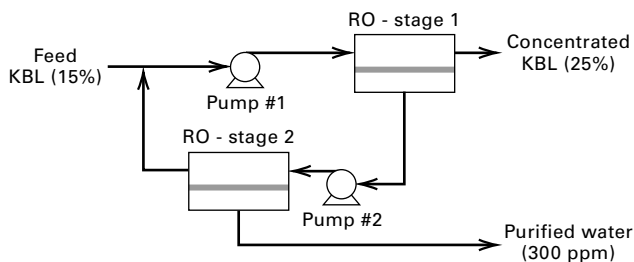 RO - stage 1
Feed
KBL (15%)
Concentrated
KBL (25%)
Pump #1
RO - stage 2
Pump #2
Purified water
(300 ppm)